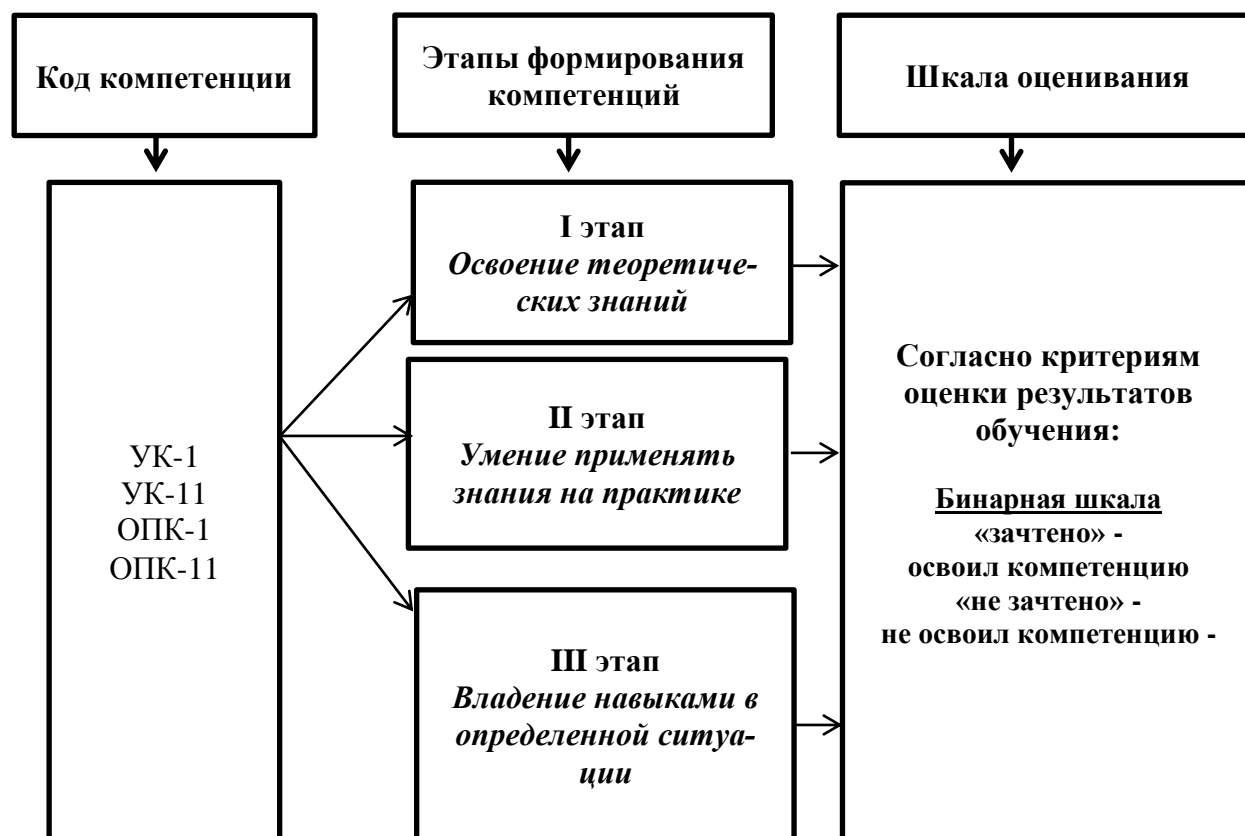 Код компетенции
Этапы формирования
компетенций
Шкала оценивания
УК-1
УК-11
ОПК-1
ОПК-11
I этап
Освоение теоретиче-
ских знаний
II этап
Умение применять
знания на практике
III этап
Владение навыками в
определенной ситуа-
ции
Согласно критериям
оценки результатов
обучения:
Бинарная шкала
«зачтено» -
освоил компетенцию
«не зачтено» -
не освоил компетенцию -